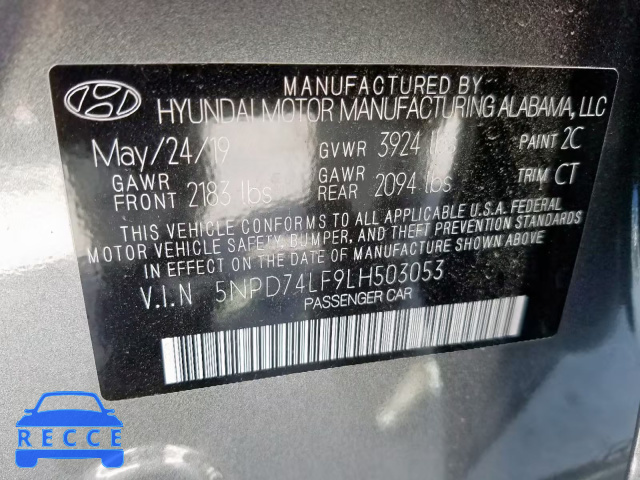 MANUFACTURED BY
HYUNDAI MOTOR MANUFACTURING ALABAMA, LLC
May/24/19 GVWR 3924 PAINT 2C
GAWR FRONT 2183 lbs GAWR REAR 2094 lbs TRIM CT
THIS VEHICLE CONFORMS TO ALL APPLICABLE U.S.A. FEDERAL
MOTOR VEHICLE SAFETY, BUMPER, AND THEFT PREVENTION STANDARDS
IN EFFECT ON THE DATE OF MANUFACTURE SHOWN ABOVE
V.I.N 5NPD74LF9LH503053
PASSENGER CAR
RECCE